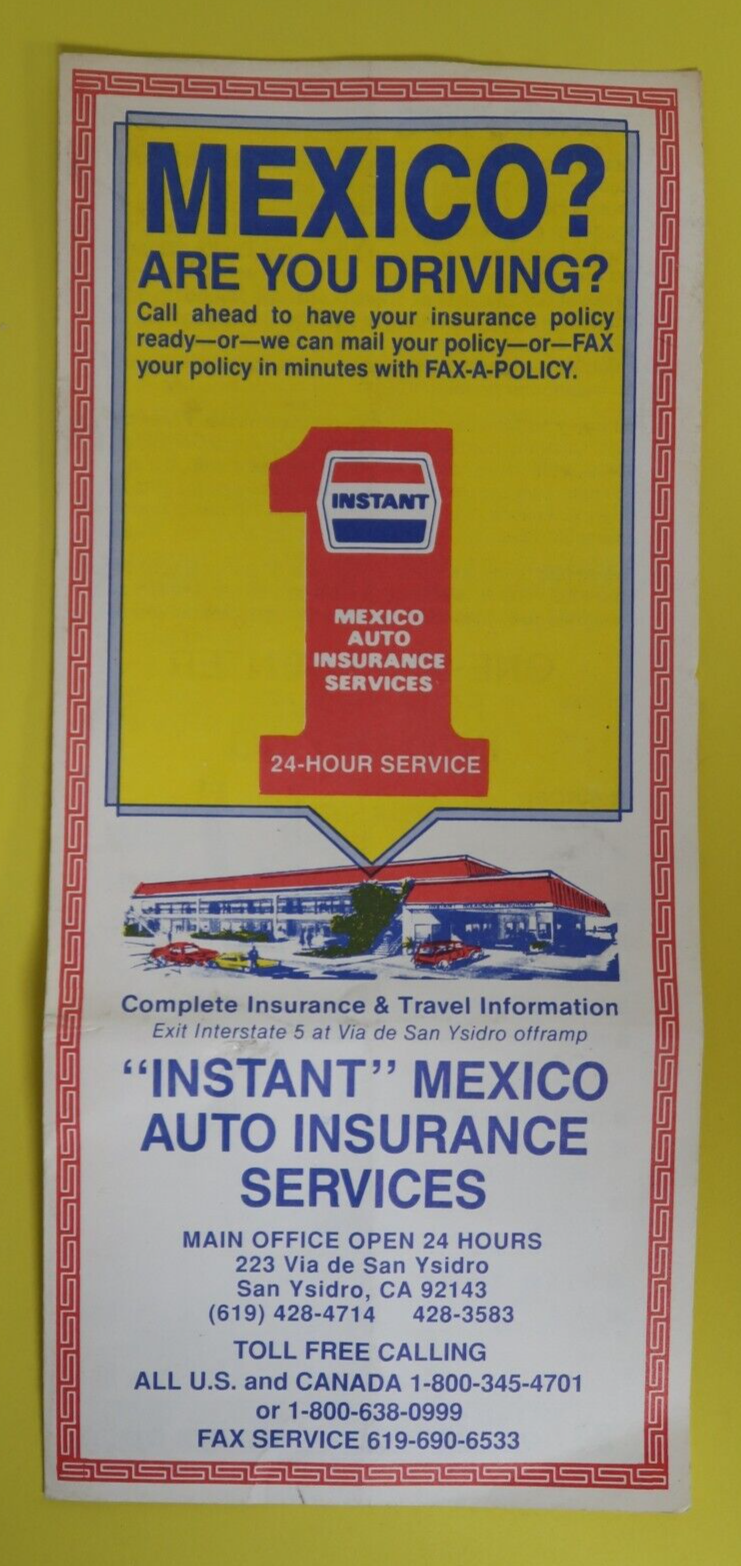 MEXICO?
ARE YOU DRIVING?
Call ahead to have your insurance policy
ready—or—we can mail your policy—or—FAX
your policy in minutes with FAX-A-POLICY.
INSTANT
MEXICO
AUTO
INSURANCE
SERVICES
24-HOUR SERVICE
INSTANT MEXICO INSURANCE
Complete Insurance & Travel Information
Exit Interstate 5 at Via de San Ysidro offramp
“INSTANT” MEXICO
AUTO INSURANCE
SERVICES
MAIN OFFICE OPEN 24 HOURS
223 Via de San Ysidro
San Ysidro, CA 92143
(619) 428-4714 428-3583
TOLL FREE CALLING
ALL U.S. and CANADA 1-800-345-4701
or 1-800-638-0999
FAX SERVICE 619-690-6533